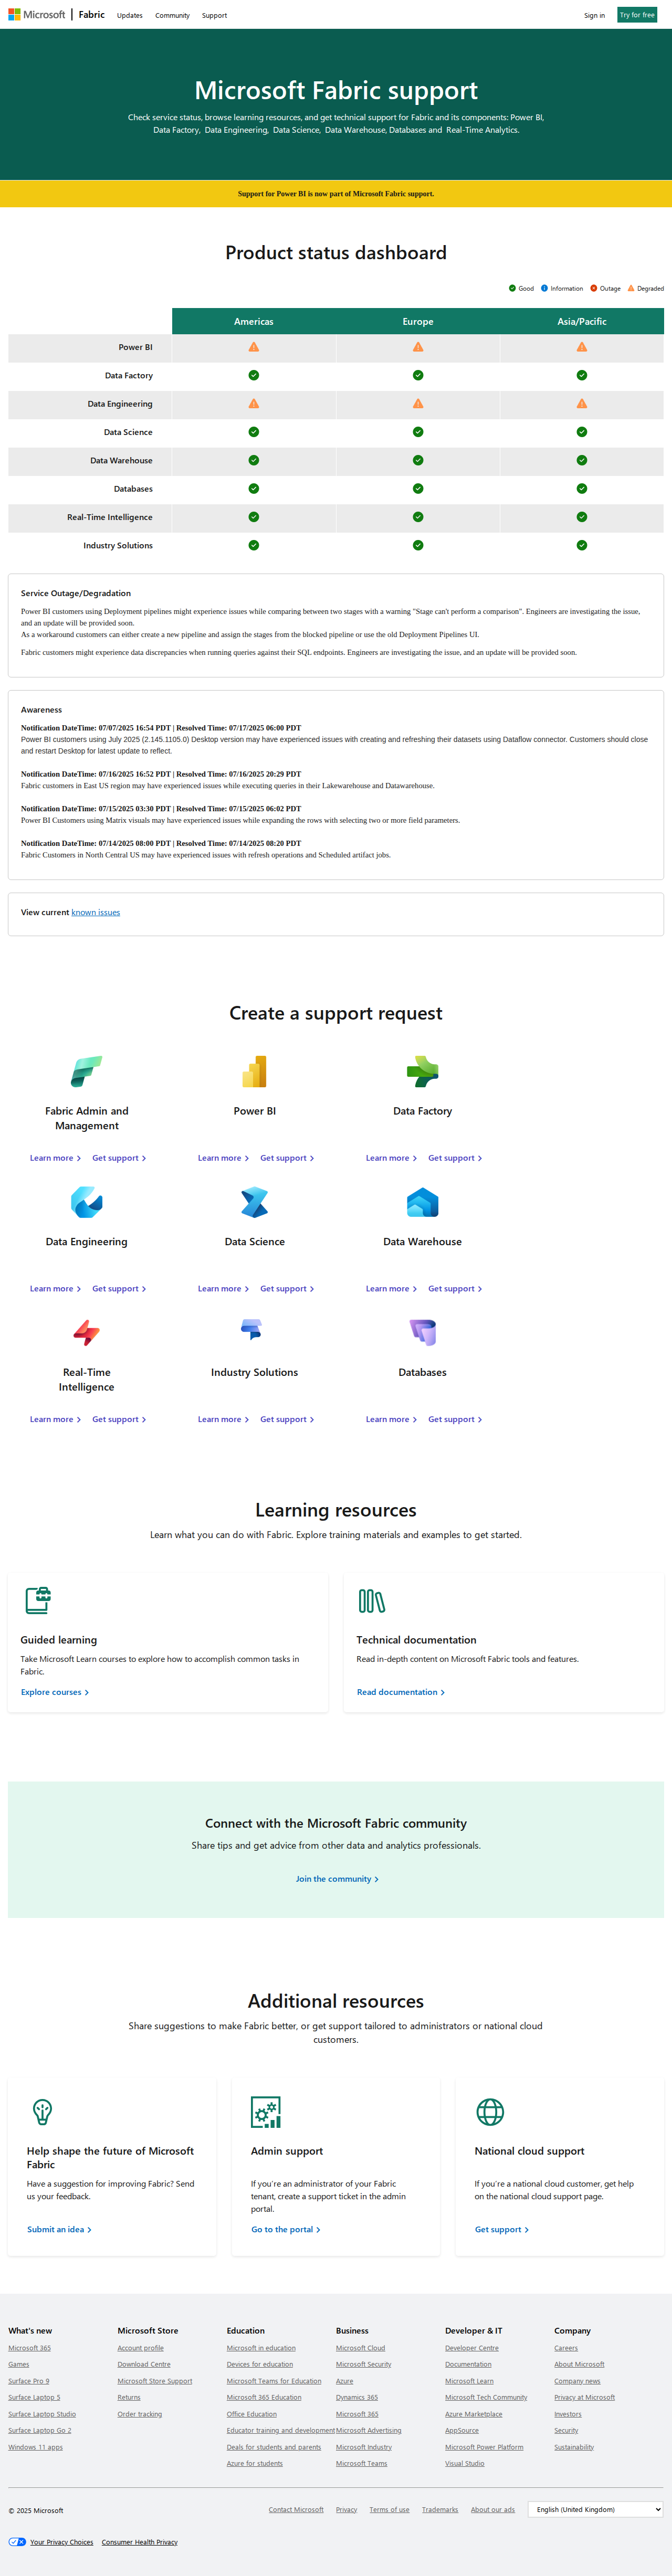 Microsoft Fabric Updates Community Support Sign in Try for free
Microsoft Fabric support
Check service status, browse learning resources, and get technical support for Fabric and its components: Power BI,
Data Factory, Data Engineering, Data Science, Data Warehouse, Databases and Real-Time Analytics.
Support for Power BI is now part of Microsoft Fabric support.
Product status dashboard
Good Information Outage Degraded
Americas Europe Asia/Pacific
Power BI
Data Factory
Data Engineering
Data Science
Data Warehouse
Databases
Real-Time Intelligence
Industry Solutions
Service Outage/Degradation
Power BI customers using Deployment pipelines might experience issues while comparing between two stages with a warning "Stage can't perform a comparison". Engineers are investigating the issue,
and an update will be provided soon.
As a workaround customers can either create a new pipeline and assign the stages from the blocked pipeline or use the old Deployment Pipelines UI.
Fabric customers might experience data discrepancies when running queries against their SQL endpoints. Engineers are investigating the issue, and an update will be provided soon.
Awareness
Notification DateTime: 07/07/2025 16:54 PDT | Resolved Time: 07/17/2025 06:00 PDT
Power BI customers using July 2025 (2.145.1105.0) Desktop version may have experienced issues with creating and refreshing their datasets using Dataflow connector. Customers should close
and restart Desktop for latest update to reflect.
Notification DateTime: 07/16/2025 16:52 PDT | Resolved Time: 07/16/2025 20:29 PDT
Fabric customers in East US region may have experienced issues while executing queries in their Lakewarehouse and Datawarehouse.
Notification DateTime: 07/15/2025 03:30 PDT | Resolved Time: 07/15/2025 06:02 PDT
Power BI Customers using Matrix visuals may have experienced issues while expanding the rows with selecting two or more field parameters.
Notification DateTime: 07/14/2025 08:00 PDT | Resolved Time: 07/14/2025 08:20 PDT
Fabric Customers in North Central US may have experienced issues with refresh operations and Scheduled artifact jobs.
View current known issues
Create a support request
Fabric Admin and
Management
Learn more Get support
Power BI
Learn more Get support
Data Factory
Learn more Get support
Data Engineering
Learn more Get support
Data Science
Learn more Get support
Data Warehouse
Learn more Get support
Real-Time
Intelligence
Learn more Get support
Industry Solutions
Learn more Get support
Databases
Learn more Get support
Learning resources
Learn what you can do with Fabric. Explore training materials and examples to get started.
Guided learning
Take Microsoft Learn courses to explore how to accomplish common tasks in
Fabric.
Explore courses
Technical documentation
Read in-depth content on Microsoft Fabric tools and features.
Read documentation
Connect with the Microsoft Fabric community
Share tips and get advice from other data and analytics professionals.
Join the community
Additional resources
Share suggestions to make Fabric better, or get support tailored to administrators or national cloud
customers.
Help shape the future of Microsoft
Fabric
Have a suggestion for improving Fabric? Send
us your feedback.
Submit an idea
Admin support
If you're an administrator of your Fabric
tenant, create a support ticket in the admin
portal.
Go to the portal
National cloud support
If you're a national cloud customer, get help
on the national cloud support page.
Get support
What's new
Microsoft 365
Games
Surface Pro 9
Surface Laptop 5
Surface Laptop Studio
Surface Laptop Go 2
Windows 11 apps
Microsoft Store
Account profile
Download Centre
Microsoft Store Support
Returns
Order tracking
Education
Microsoft in education
Devices for education
Microsoft Teams for Education
Microsoft 365 Education
Office Education
Educator training and development
Deals for students and parents
Azure for students
Business
Microsoft Cloud
Microsoft Security
Azure
Dynamics 365
Microsoft 365
Microsoft Advertising
Microsoft Industry
Microsoft Teams
Developer & IT
Developer Centre
Documentation
Microsoft Learn
Microsoft Tech Community
Azure Marketplace
AppSource
Microsoft Power Platform
Visual Studio
Company
Careers
About Microsoft
Company news
Privacy at Microsoft
Investors
Security
Sustainability
© 2025 Microsoft Contact Microsoft Privacy Terms of use Trademarks About our ads English (United Kingdom)
Your Privacy Choices Consumer Health Privacy